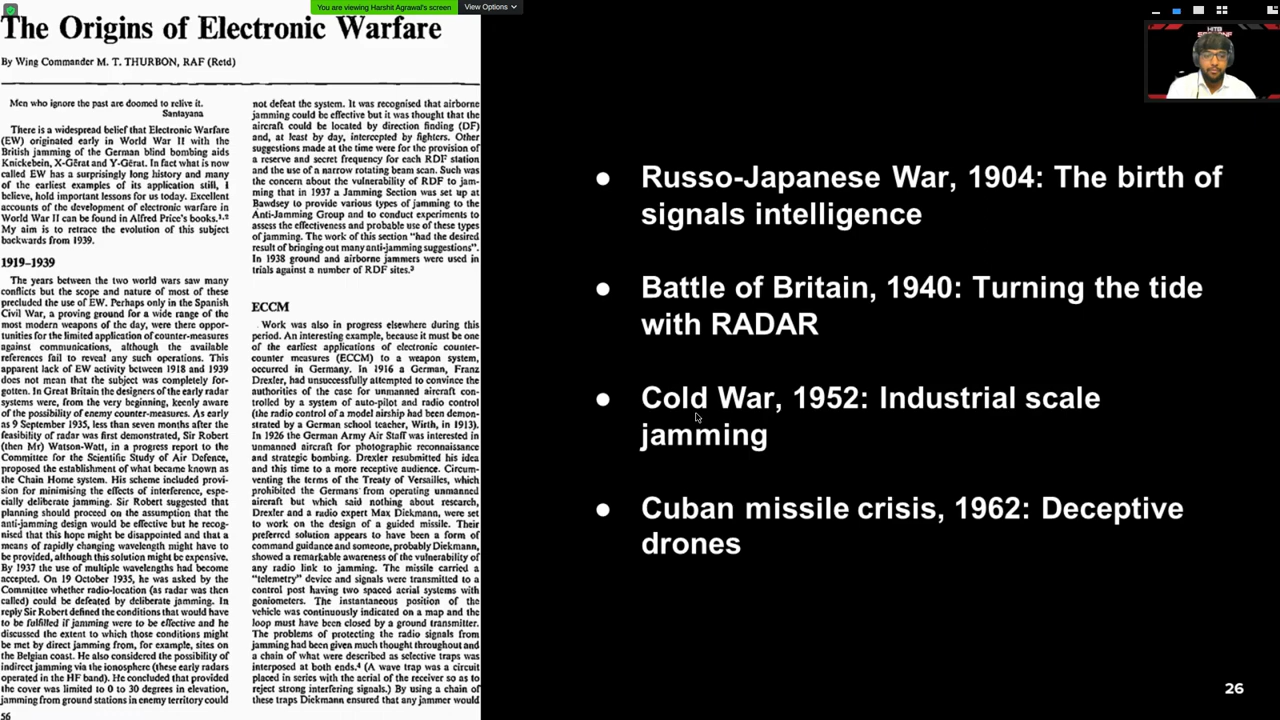 You are viewing Harshit Agrawal's screen
View Options
The Origins of Electronic Warfare
By Wing Commander M. T. THURBON, RAF (Retd)
Men who ignore the past are doomed to relive it.
Santayana
There is a widespread belief that Electronic Warfare
(EW) originated early in World War II with the
British jamming of the German blind bombing aids
Knickebein, X-Gerät and Y-Gerät. In fact what is now
called EW has a surprisingly long history and many
of the earliest examples of its application still, I
believe, hold important lessons for us today. Excellent
accounts of the development of electronic warfare in
World War II can be found in Alfred Price's books.1,2
My aim is to retrace the evolution of this subject
backwards from 1939.
1919–1939
The years between the two world wars saw many
conflicts but the scope and nature of most of these
precluded the use of EW. Perhaps only in the Spanish
Civil War, a proving ground for a wide range of the
most modern weapons of the day, were there oppor-
tunities for the limited application of counter-measures
against communications, although the available
references fail to reveal any such operations. This
apparent lack of EW activity between 1918 and 1939
does not mean that the subject was completely for-
gotten. In Great Britain the designers of the early radar
systems were, from the very beginning, keenly aware
of the possibility of enemy counter-measures. As early
as 9 September 1935, less than seven months after the
feasibility of radar was first demonstrated, Sir Robert
(then Mr) Watson-Watt, in a progress report to the
Committee for the Scientific Study of Air Defence,
proposed the establishment of what became known as
the Chain Home system. His scheme included provi-
sion for minimising the effects of interference, espe-
cially deliberate jamming. Sir Robert suggested that
planning should proceed on the assumption that the
anti-jamming design would be effective but he recog-
nised that this hope might be disappointed and that a
means of rapidly changing wavelength might have to
be provided, although this solution might be expensive.
By 1937 the use of multiple wavelengths had become
accepted. On 19 October 1935, he was asked by the
Committee whether radio-location (as radar was then
called) could be defeated by deliberate jamming. In
reply Sir Robert defined the conditions that would have
to be fulfilled if jamming were to be effective and he
discussed the extent to which those conditions might
be met by direct jamming from, for example, sites on
the Belgian coast. He also considered the possibility of
indirect jamming via the ionosphere (these early radars
operated in the HF band). He concluded that provided
the cover was limited to 0 to 30 degrees in elevation,
jamming from ground stations in enemy territory could
56
not defeat the system. It was recognised that airborne
jamming could be effective but it was thought that the
aircraft could be located by direction finding (DF)
and, at least by day, intercepted by fighters. Other
suggestions made at the time were for the provision of
a reserve and secret frequency for each RDF station
and the use of a narrow rotating beam scan. Such was
the concern about the vulnerability of RDF to jam-
ming that in 1937 a Jamming Section was set up at
Bawdsey to provide various types of jamming to the
Anti-Jamming Group and to conduct experiments to
assess the effectiveness and probable use of these types
of jamming. The work of this section "had the desired
result of bringing out many anti-jamming suggestions".
In 1938 ground and airborne jammers were used in
trials against a number of RDF sites.3
ECCM
Work was also in progress elsewhere during this
period. An interesting example, because it must be one
of the earliest applications of electronic counter-
counter measures (ECCM) to a weapon system,
occurred in Germany. In 1916 a German, Franz
Drexler, had unsuccessfully attempted to convince the
authorities of the case for unmanned aircraft con-
trolled by a system of auto-pilot and radio control
(the radio control of a model airship had been demon-
strated by a German school teacher, Wirth, in 1913).
In 1926 the German Army Air Staff was interested in
unmanned aircraft for photographic reconnaissance
and strategic bombing. Drexler resubmitted his idea
and this time to a more receptive audience. Circum-
venting the terms of the Treaty of Versailles, which
prohibited the Germans from operating unmanned
aircraft but which said nothing about research,
Drexler and a radio expert Max Dieckmann, were set
to work on the design of a guided missile. Their
preferred solution appears to have been a form of
command guidance and someone, probably Diekmann,
showed a remarkable awareness of the vulnerability of
any radio link to jamming. The missile carried a
"telemetry" device and signals were transmitted to a
control post having two spaced aerial systems with
goniometers. The instantaneous position of the
vehicle was continuously indicated on a map and the
loop must have been closed by a ground transmitter.
The problems of protecting the radio signals from
jamming had been given much thought throughout and
a chain of what were described as selective traps was
interposed at both ends.4 (A wave trap was a circuit
placed in series with the aerial of the receiver so as to
reject strong interfering signals.) By using a chain of
these traps Diekmann ensured that any jammer would
● Russo-Japanese War, 1904: The birth of
signals intelligence
● Battle of Britain, 1940: Turning the tide
with RADAR
● Cold War, 1952: Industrial scale
jamming
● Cuban missile crisis, 1962: Deceptive
drones
26